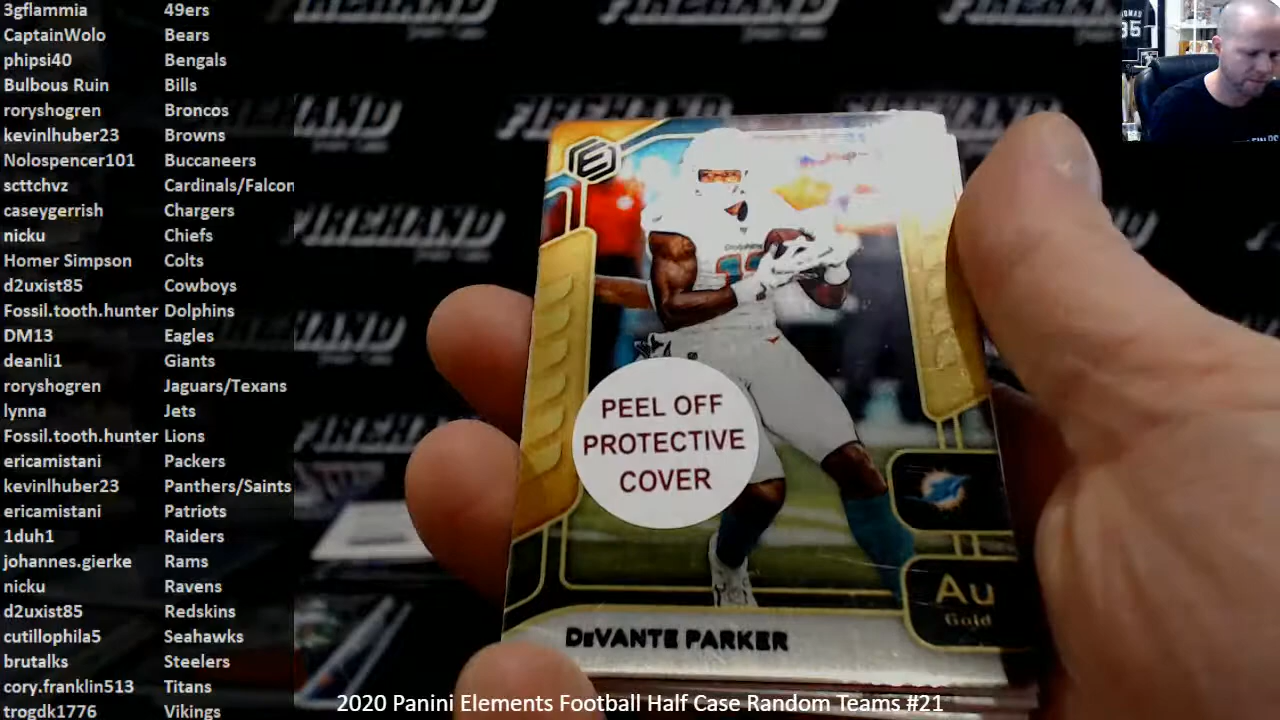 3gflammia 49ers
CaptainWolo Bears
phipsi40 Bengals
Bulbous Ruin Bills
roryshogren Broncos
kevinlhuber23 Browns
Nolospencer101 Buccaneers
scttchvz Cardinals/Falcon
caseygerrish Chargers
nicku Chiefs
Homer Simpson Colts
d2uxist85 Cowboys
Fossil.tooth.hunter Dolphins
DM13 Eagles
deanli1 Giants
roryshogren Jaguars/Texans
lynna Jets
Fossil.tooth.hunter Lions
ericamistani Packers
kevinlhuber23 Panthers/Saints
ericamistani Patriots
1duh1 Raiders
johannes.gierke Rams
nicku Ravens
d2uxist85 Redskins
cutillophila5 Seahawks
brutalks Steelers
cory.franklin513 Titans
trogdk1776 Vikings
FIREHAND
FIREHAND
E
DOLPHINS
PEEL OFF
PROTECTIVE
COVER
Au
Gold
DEVANTE PARKER
2020 Panini Elements Football Half Case Random Teams #21